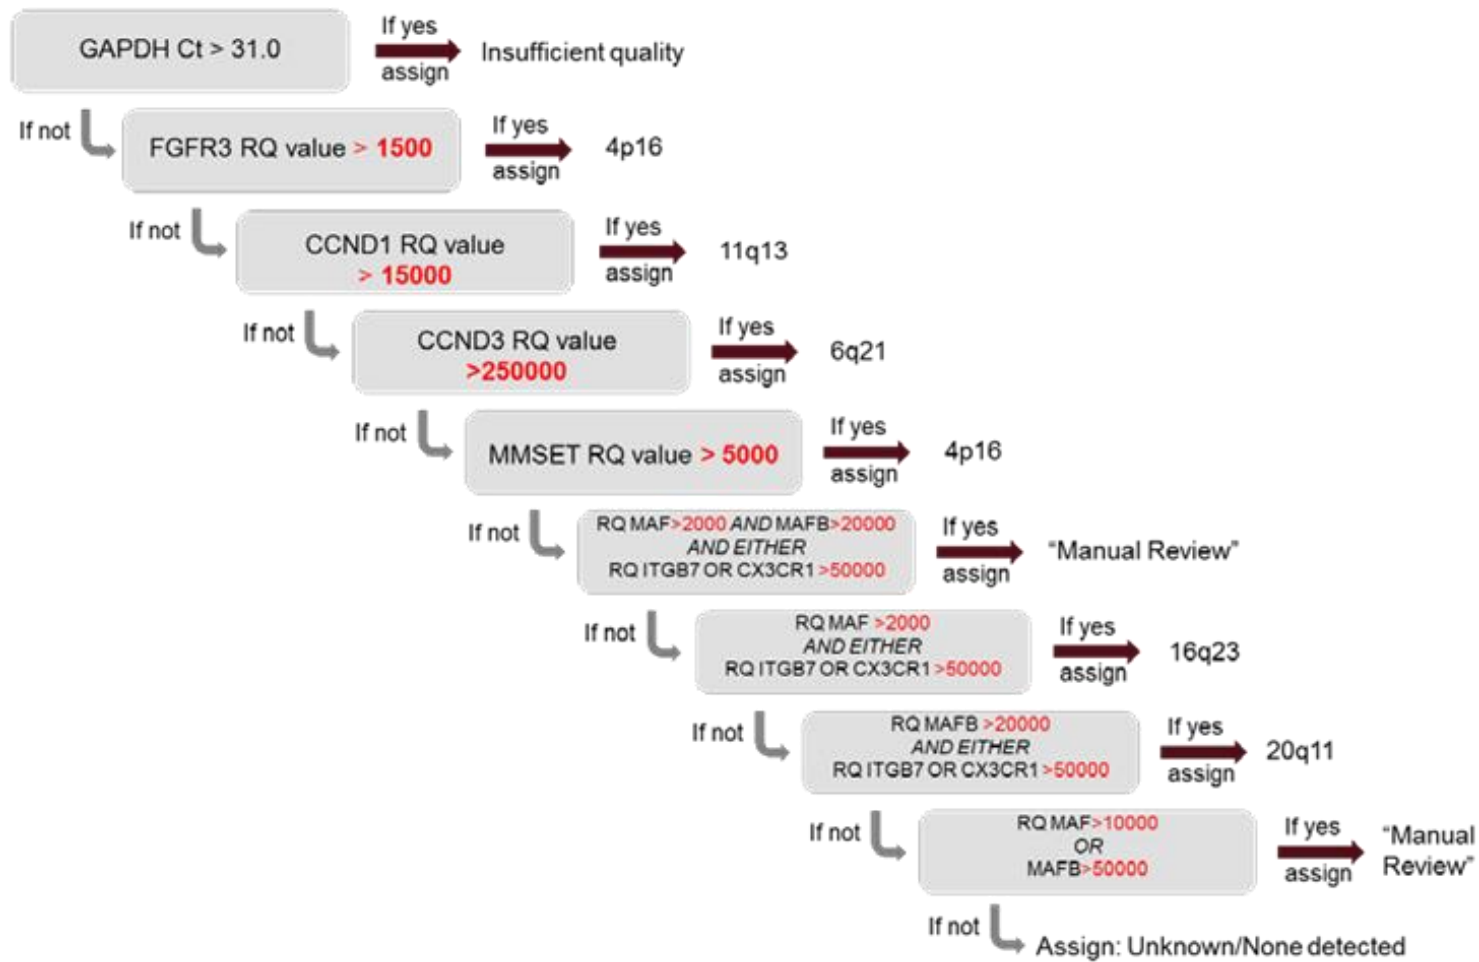 GAPDH Ct > 31.0
If yes
assign
Insufficient quality
If not
FGFR3 RQ value > 1500
If yes
assign
4p16
If not
CCND1 RQ value
> 15000
If yes
assign
11q13
If not
CCND3 RQ value
>250000
If yes
assign
6q21
If not
MMSET RQ value > 5000
If yes
assign
4p16
If not
RQ MAF>2000 AND MAFB>20000
AND EITHER
RQ ITGB7 OR CX3CR1 >50000
If yes
assign
“Manual Review”
If not
RQ MAF >2000
AND EITHER
RQ ITGB7 OR CX3CR1 >50000
If yes
assign
16q23
If not
RQ MAFB >20000
AND EITHER
RQ ITGB7 OR CX3CR1 >50000
If yes
assign
20q11
If not
RQ MAF>10000
OR
MAFB>50000
If yes
assign
“Manual
Review”
If not
Assign: Unknown/None detected